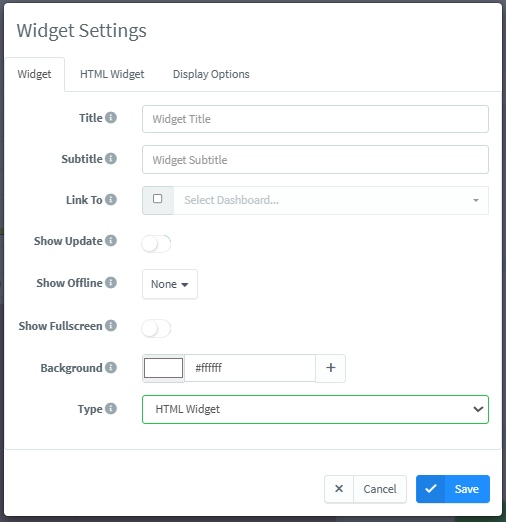 Widget Settings
Widget HTML Widget Display Options
Title Widget Title
Subtitle Widget Subtitle
Link To Select Dashboard...
Show Update
Show Offline None
Show Fullscreen
Background #ffffff +
Type HTML Widget
Cancel Save